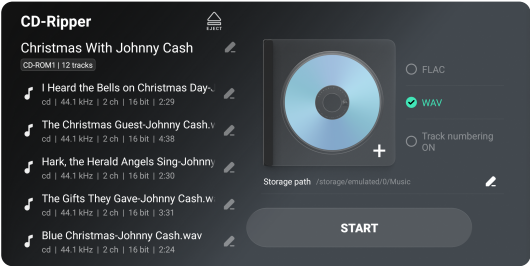 CD-Ripper
EJECT
Christmas With Johnny Cash
CD-ROM1 | 12 tracks
I Heard the Bells on Christmas Day-
cd | 44.1 kHz | 2 ch | 16 bit | 2:29
The Christmas Guest-Johnny Cash.w
cd | 44.1 kHz | 2 ch | 16 bit | 4:38
Hark, the Herald Angels Sing-Johnny
cd | 44.1 kHz | 2 ch | 16 bit | 2:30
The Gifts They Gave-Johnny Cash.w
cd | 44.1 kHz | 2 ch | 16 bit | 3:31
Blue Christmas-Johnny Cash.wav
cd | 44.1 kHz | 2 ch | 16 bit | 2:24
FLAC
WAV
Track numbering
ON
Storage path /storage/emulated/0/Music
START